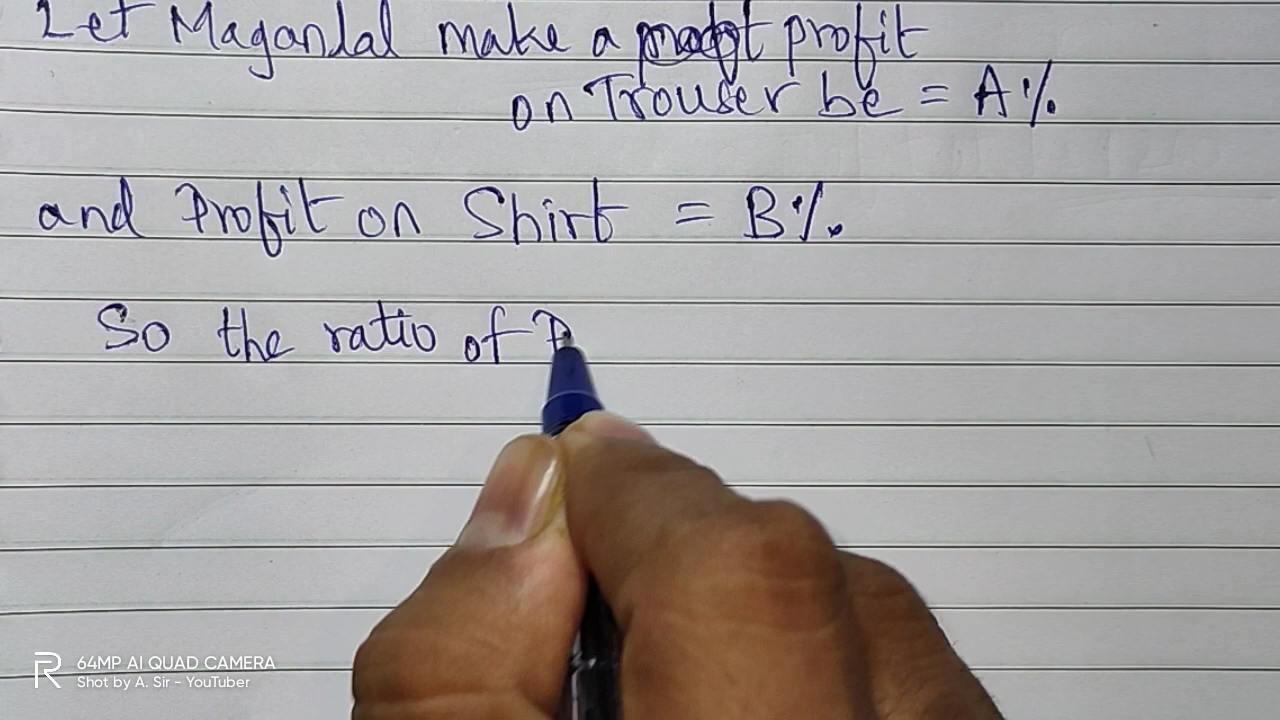 Let Maganlal make a profit
on Trouser be = A%
and Profit on Shirt = B%.
So the ratio of P
64MP AI QUAD CAMERA
Shot by A. Sir - YouTuber